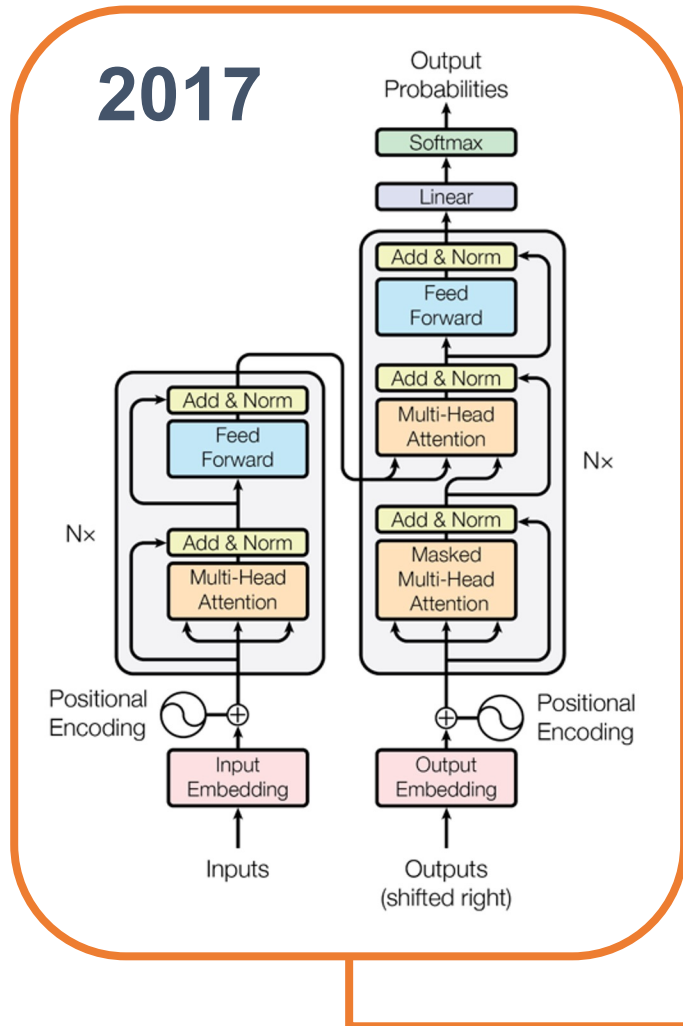 2017
Output
Probabilities
Softmax
Linear
Add & Norm
Feed
Forward
Add & Norm
Multi-Head
Attention
Nx
Add & Norm
Masked
Multi-Head
Attention
Add & Norm
Feed
Forward
Nx
Add & Norm
Multi-Head
Attention
Positional
Encoding
Positional
Encoding
Input
Embedding
Output
Embedding
Inputs
Outputs
(shifted right)